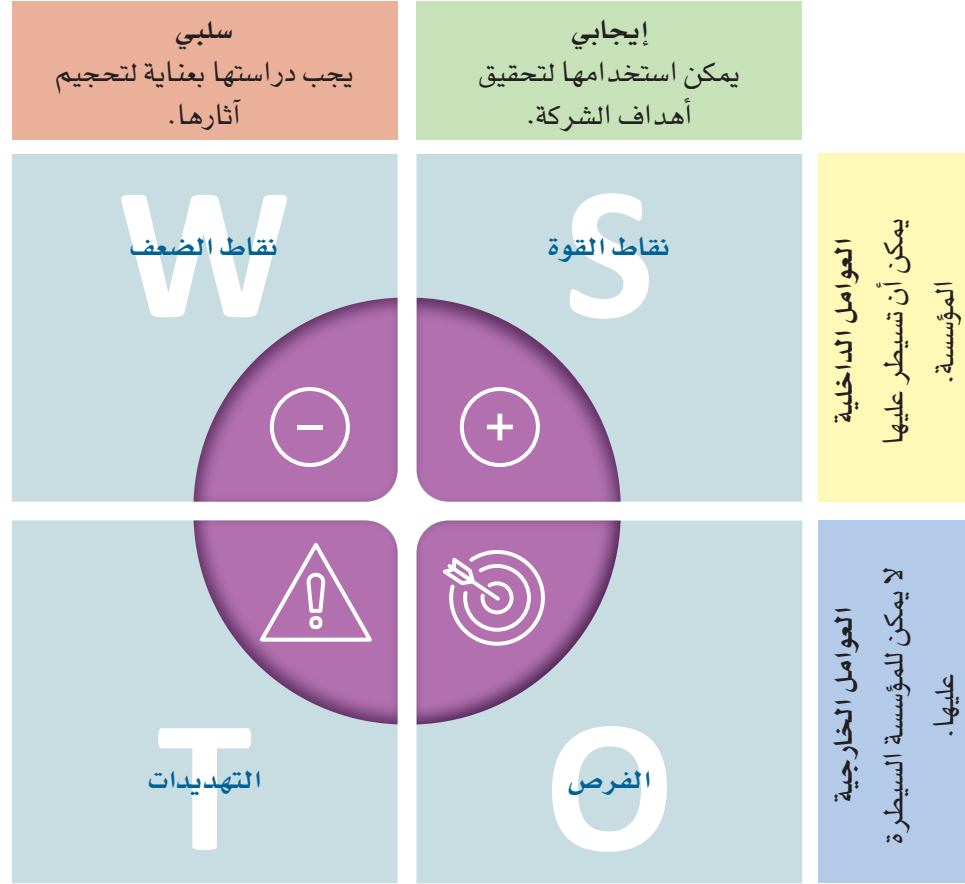 إيجابي
يمكن استخدامها لتحقيق
أهداف الشركة.
سلبي
يجب دراستها بعناية لتحجيم
آثارها.
العوامل الداخلية
يمكن أن تسيطر عليها
المؤسسة.
S
نقاط القوة
+
W
نقاط الضعف
-
العوامل الخارجية
لا يمكن للمؤسسة السيطرة
عليها.
O
الفرص
T
التهديدات
!